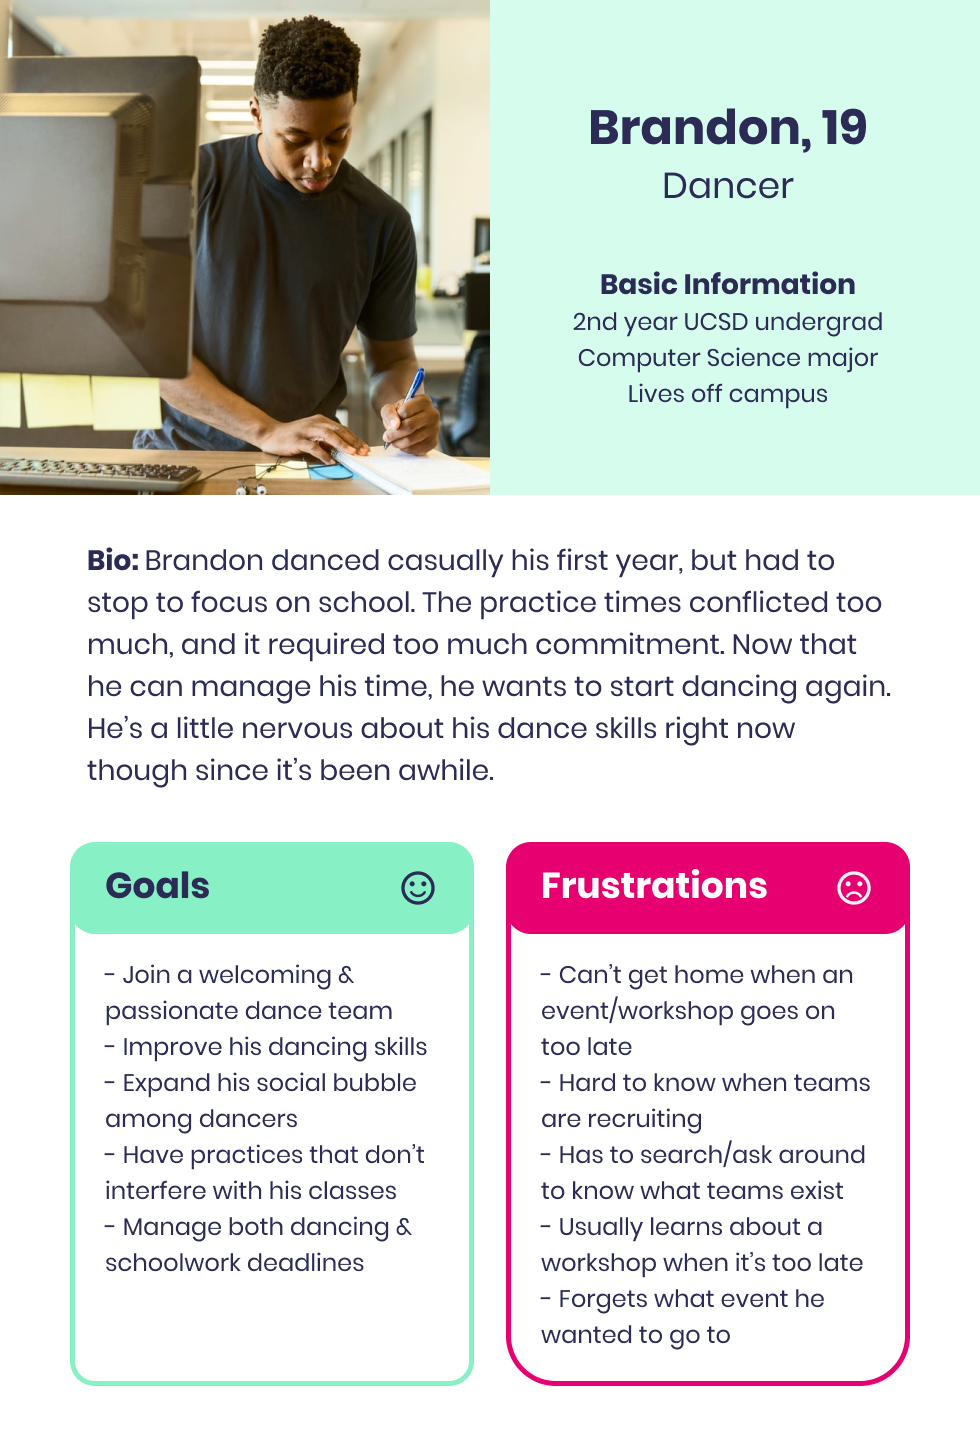 Brandon, 19
Dancer
Basic Information
2nd year UCSD undergrad
Computer Science major
Lives off campus
Bio: Brandon danced casually his first year, but had to
stop to focus on school. The practice times conflicted too
much, and it required too much commitment. Now that
he can manage his time, he wants to start dancing again.
He’s a little nervous about his dance skills right now
though since it’s been awhile.
Goals
- Join a welcoming &
passionate dance team
- Improve his dancing skills
- Expand his social bubble
among dancers
- Have practices that don’t
interfere with his classes
- Manage both dancing &
schoolwork deadlines
Frustrations
- Can’t get home when an
event/workshop goes on
too late
- Hard to know when teams
are recruiting
- Has to search/ask around
to know what teams exist
- Usually learns about a
workshop when it’s too late
- Forgets what event he
wanted to go to